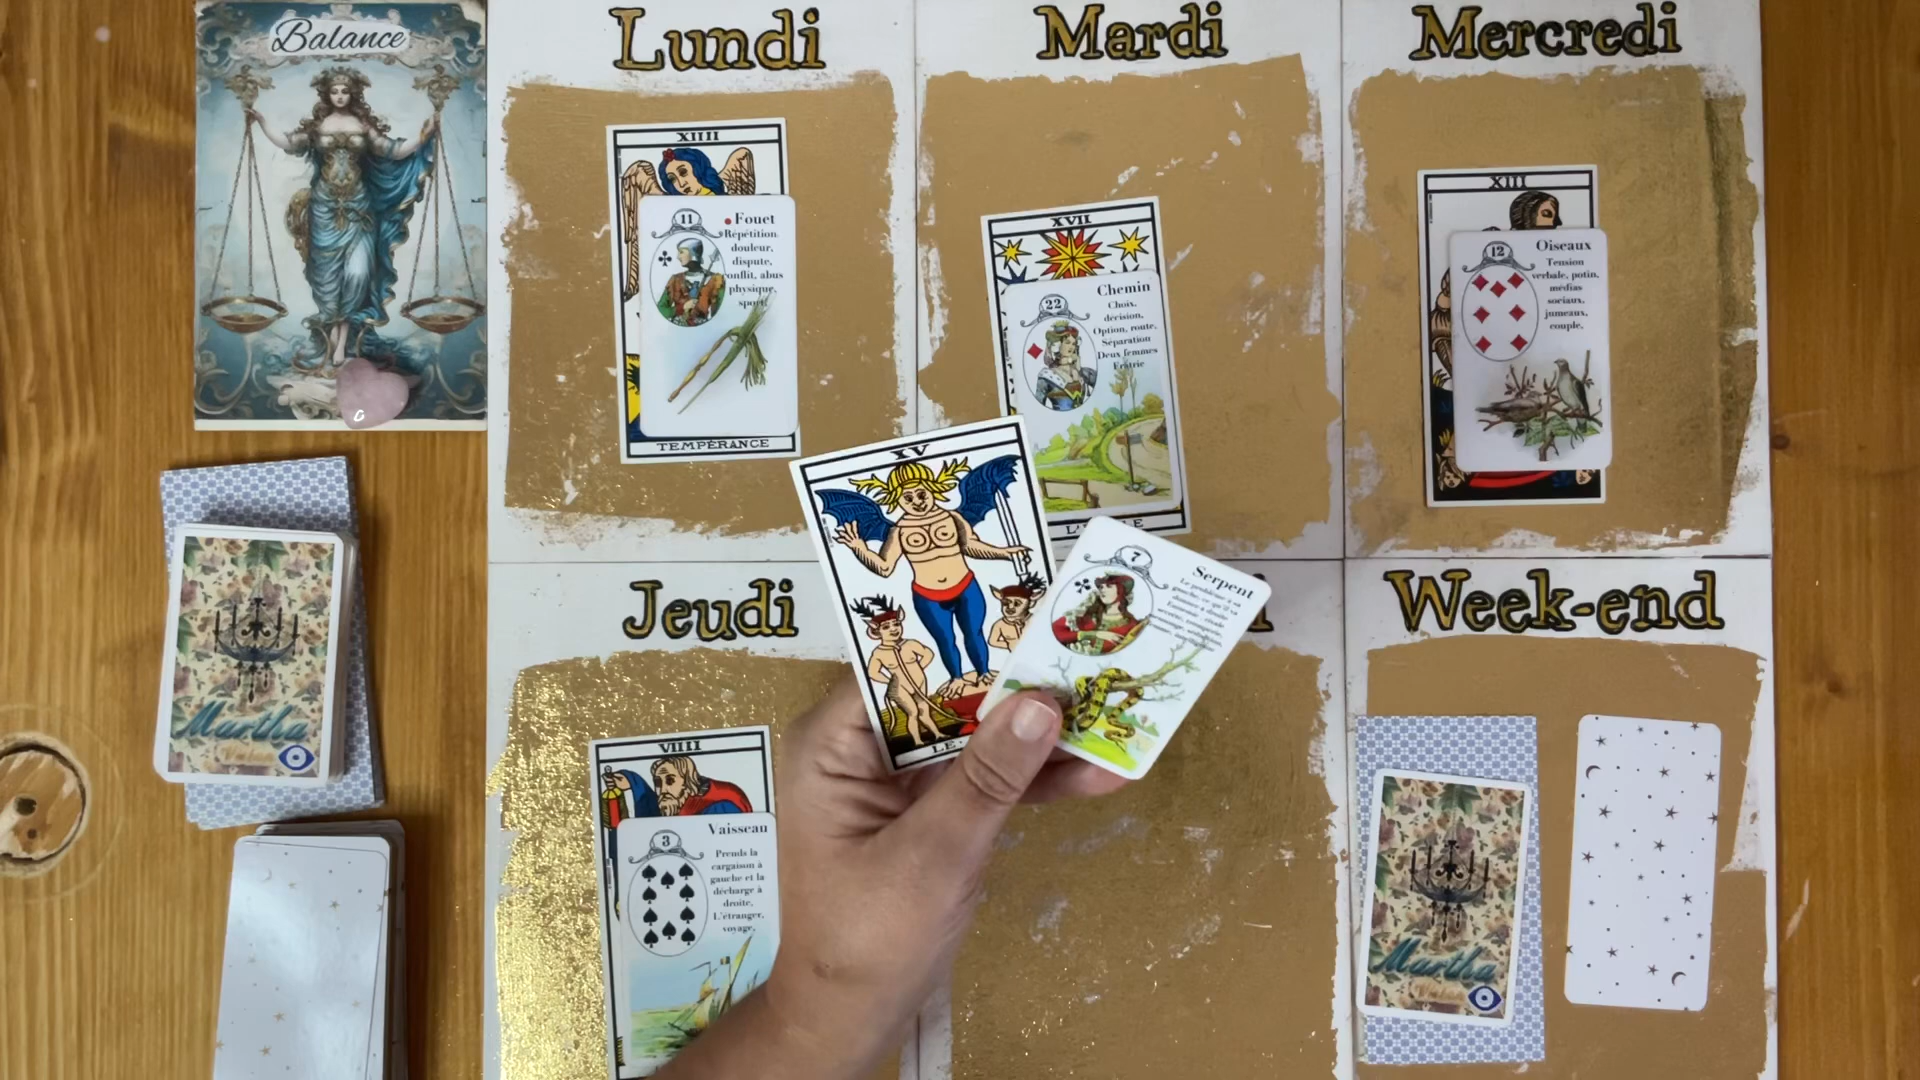 Balance
Lundi
Mardi
Mercredi
XIIII
11
Fouet
Répétition,
douleur,
dispute,
conflit, abus
physique,
sport
TEMPÉRANCE
XVII
22
Chemin
Choix,
décision,
Option, route,
Séparation
Deux femmes
Fratrie
XIII
12
Oiseaux
Tension
verbale, potin,
médias
sociaux,
jumeaux,
couple,
XV
LE
7
Serpent
Jeudi
Week-end
VIIII
3
Vaisseau
Prends la
cargaison à
gauche et la
décharge à
droite,
L'étranger,
voyage,
Martha
Martha